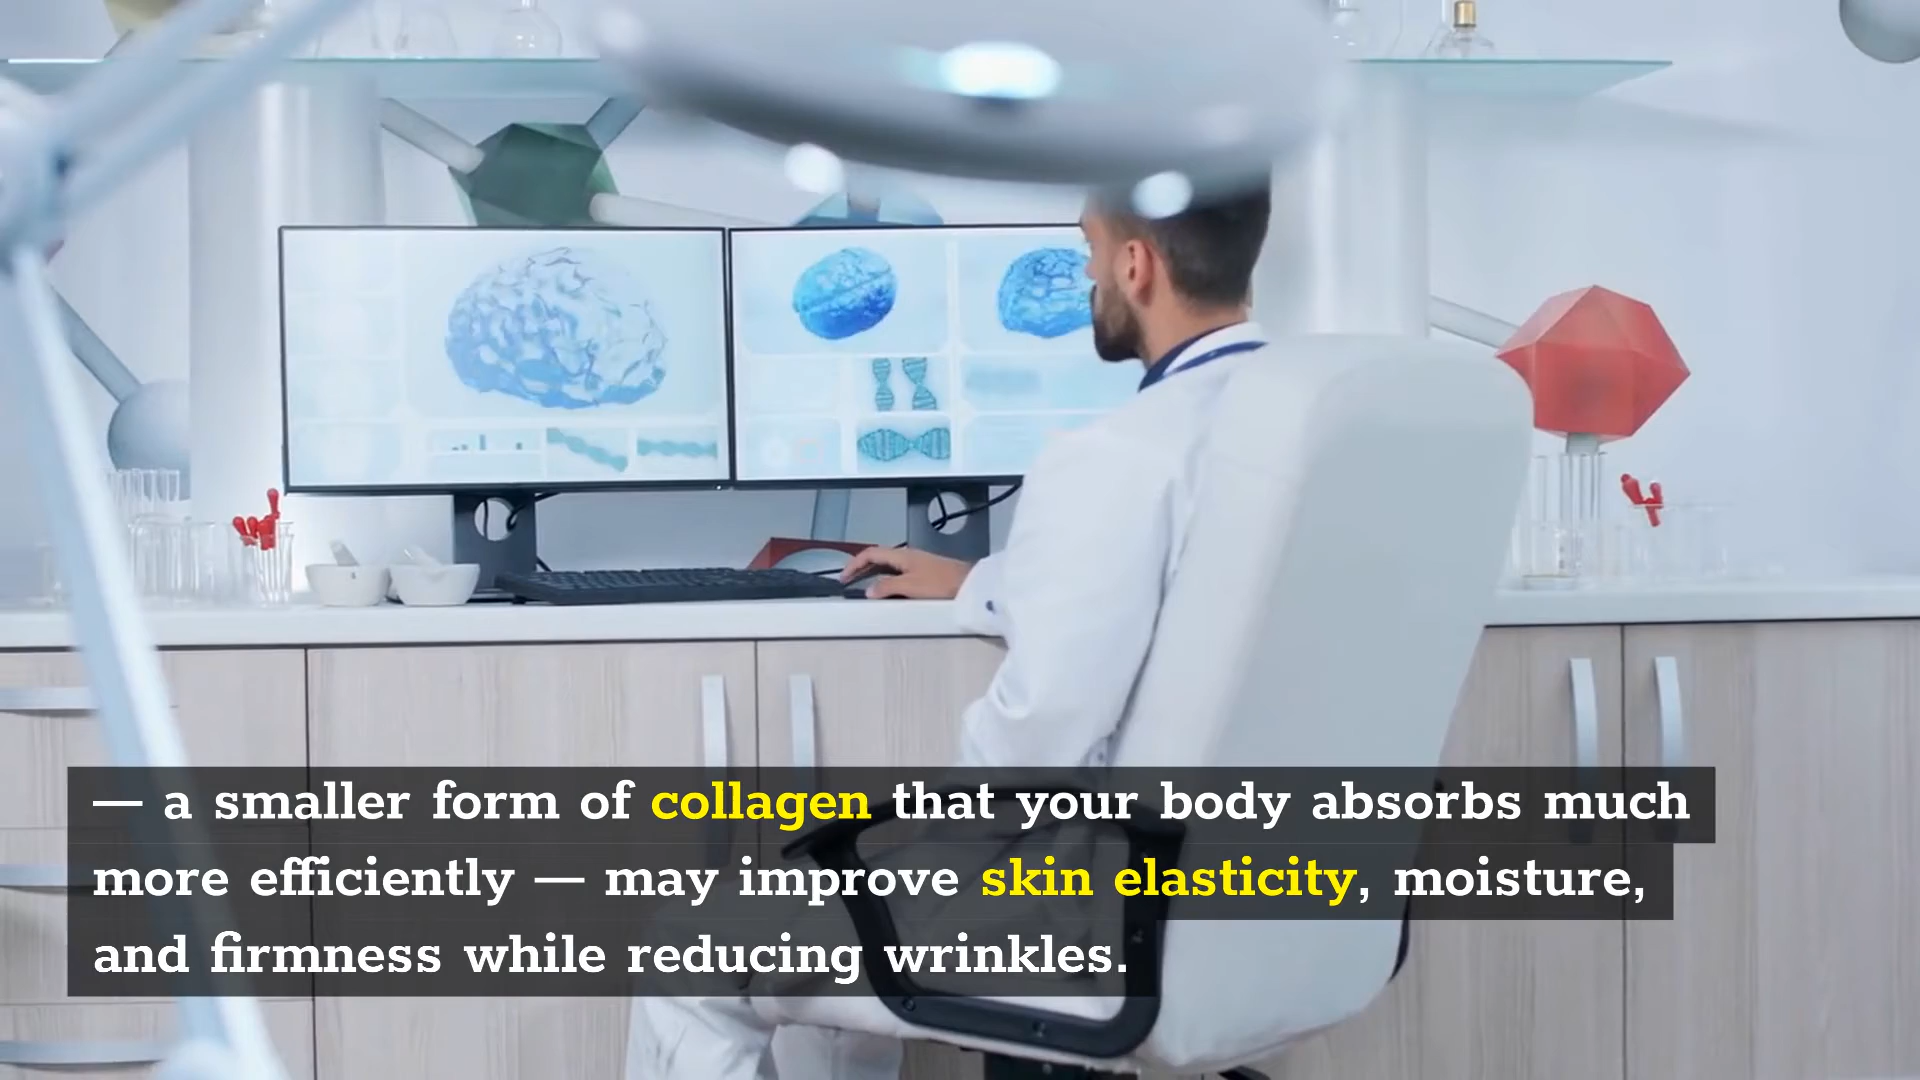 — a smaller form of collagen that your body absorbs much
more efficiently — may improve skin elasticity, moisture,
and firmness while reducing wrinkles.